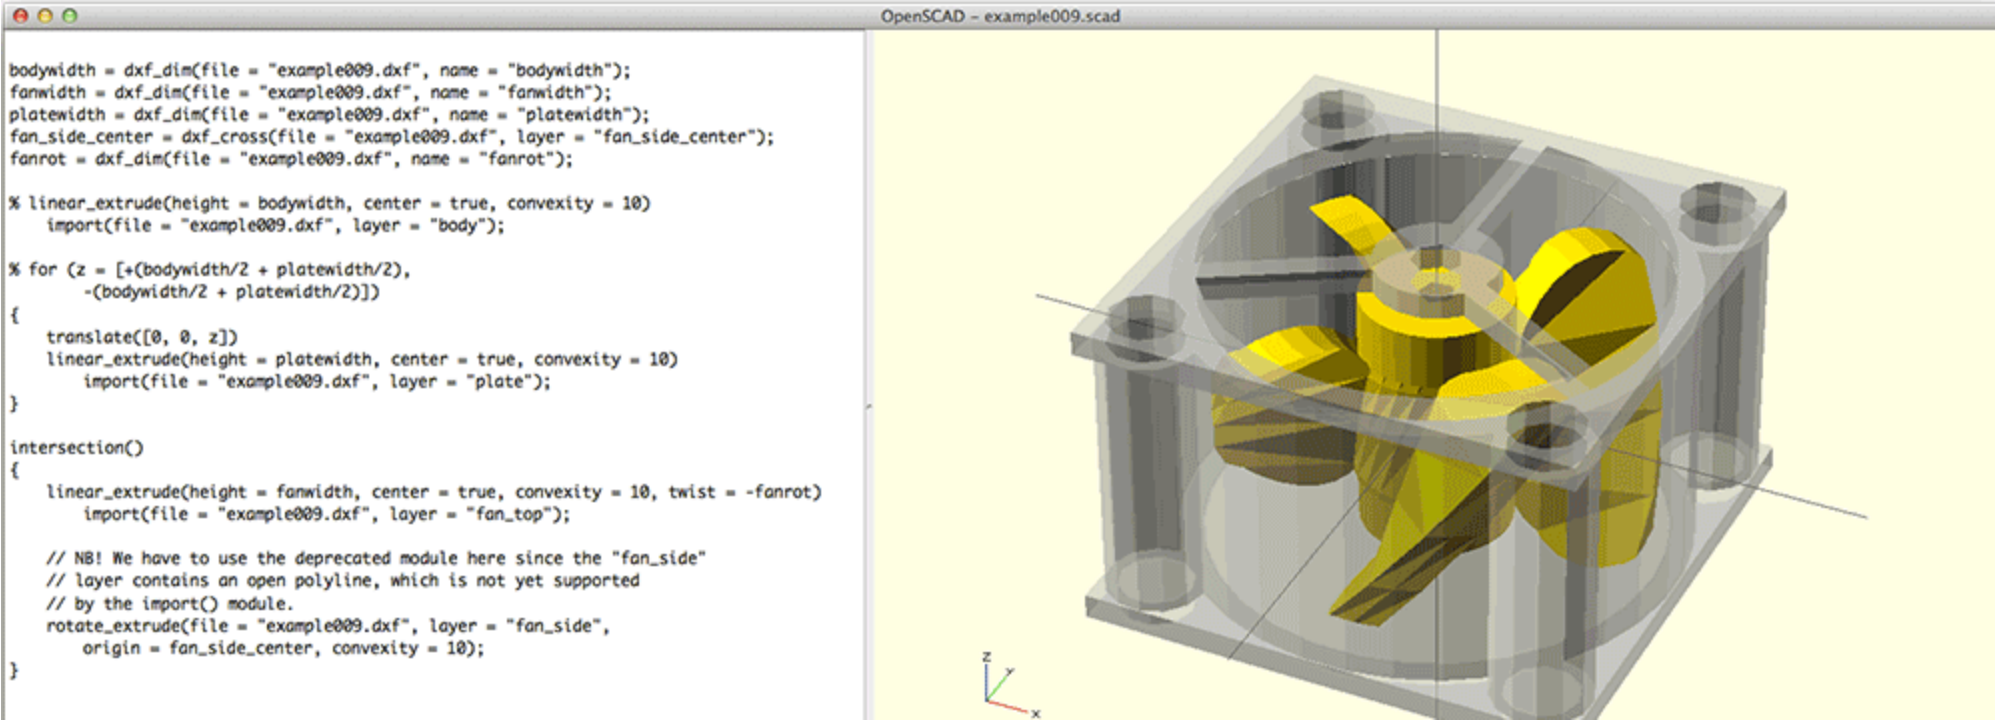 OpenSCAD - example009.scad
bodywidth = dxf_dim(file = "example009.dxf", name = "bodywidth");
fanwidth = dxf_dim(file = "example009.dxf", name = "fanwidth");
platewidth = dxf_dim(file = "example009.dxf", name = "platewidth");
fan_side_center = dxf_cross(file = "example009.dxf", layer = "fan_side_center");
fanrot = dxf_dim(file = "example009.dxf", name = "fanrot");
% linear_extrude(height = bodywidth, center = true, convexity = 10)
import(file = "example009.dxf", layer = "body");
% for (z = [+(bodywidth/2 + platewidth/2),
-(bodywidth/2 + platewidth/2)])
{
translate([0, 0, z])
linear_extrude(height = platewidth, center = true, convexity = 10)
import(file = "example009.dxf", layer = "plate");
}
intersection()
{
linear_extrude(height = fanwidth, center = true, convexity = 10, twist = -fanrot)
import(file = "example009.dxf", layer = "fan_top");
// NB! We have to use the deprecated module here since the "fan_side"
// layer contains an open polyline, which is not yet supported
// by the import() module.
rotate_extrude(file = "example009.dxf", layer = "fan_side",
origin = fan_side_center, convexity = 10);
}
z
y
x